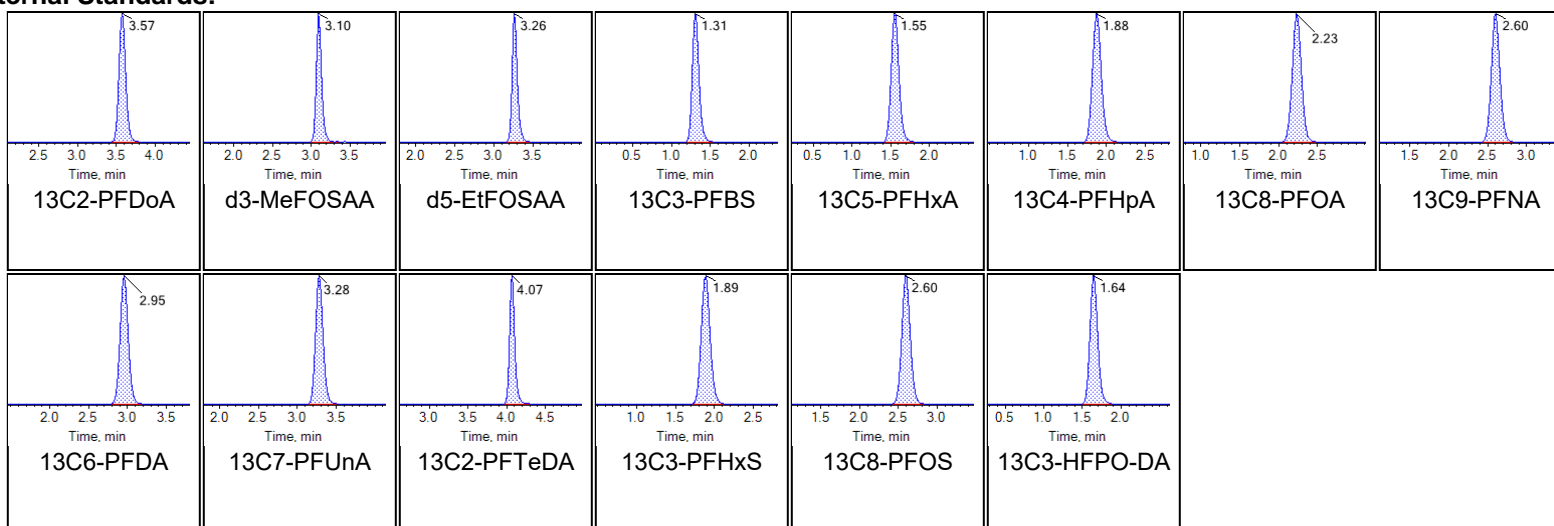 ternal Standards:
3.57
2.5 3.0 3.5 4.0
Time, min
13C2-PFDoA
3.10
2.0 2.5 3.0 3.5
Time, min
d3-MeFOSAA
3.26
2.0 2.5 3.0 3.5
Time, min
d5-EtFOSAA
1.31
0.5 1.0 1.5 2.0
Time, min
13C3-PFBS
1.55
0.5 1.0 1.5 2.0
Time, min
13C5-PFHxA
1.88
1.0 1.5 2.0 2.5
Time, min
13C4-PFHpA
2.23
1.0 1.5 2.0 2.5
Time, min
13C8-PFOA
2.60
1.5 2.0 2.5 3.0
Time, min
13C9-PFNA
2.95
2.0 2.5 3.0 3.5
Time, min
13C6-PFDA
3.28
2.0 2.5 3.0 3.5
Time, min
13C7-PFUnA
4.07
3.0 3.5 4.0 4.5
Time, min
13C2-PFTeDA
1.89
1.0 1.5 2.0 2.5
Time, min
13C3-PFHxS
2.60
1.5 2.0 2.5 3.0
Time, min
13C8-PFOS
1.64
0.5 1.0 1.5 2.0
Time, min
13C3-HFPO-DA